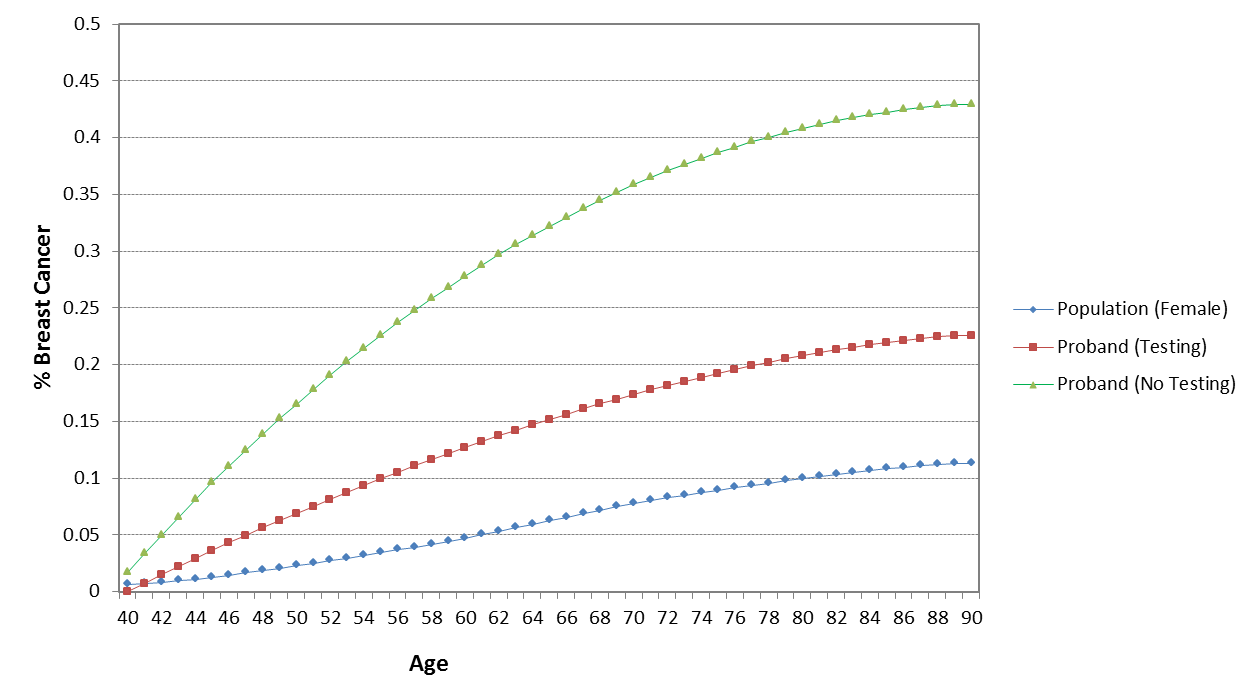 0.5
0.45
0.4
0.35
0.3
0.25
0.2
0.15
0.1
0.05
0
% Breast Cancer
40 42 44 46 48 50 52 54 56 58 60 62 64 66 68 70 72 74 76 78 80 82 84 86 88 90
Age
Population (Female)
Proband (Testing)
Proband (No Testing)